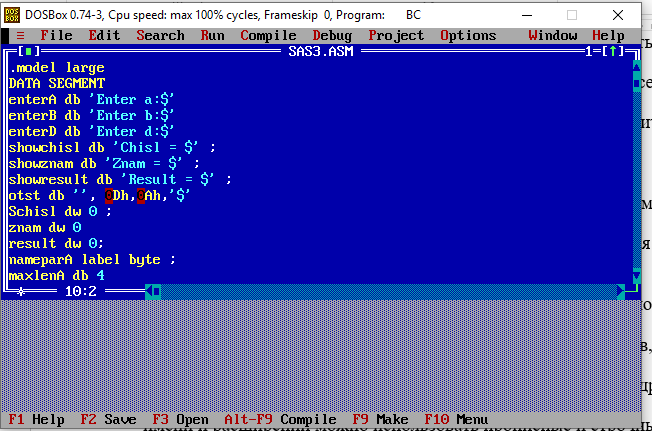 DOSBox 0.74-3, Cpu speed: max 100% cycles, Frameskip 0, Program: BC
≡ File Edit Search Run Compile Debug Project Options Window Help
[■] SAS3.ASM 1=[↑]
.model large
DATA SEGMENT
enterA db 'Enter a:$'
enterB db 'Enter b:$'
enterD db 'Enter d:$'
showchisl db 'Chisl = $' ;
showznam db 'Znam = $' ;
showresult db 'Result = $' ;
otst db '', 0Dh,0Ah,'$'
Schisl dw 0 ;
znam dw 0
result dw 0;
nameparA label byte ;
maxlenA db 4
10:2
F1 Help F2 Save F3 Open Alt-F9 Compile F9 Make F10 Menu